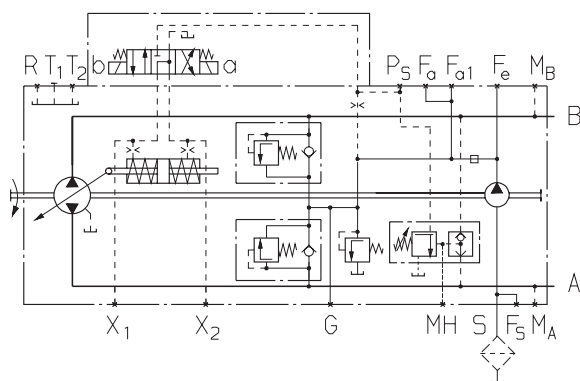 R T1 T2 b a PS Fa Fa1 Fe MB
B
A
X1 X2 G MH S FS MA